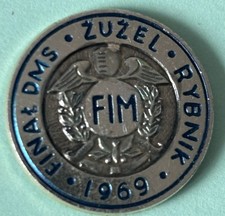 FINAŁ DMS · ŻUŻEL · RYBNIK · 1969 ·
FIM